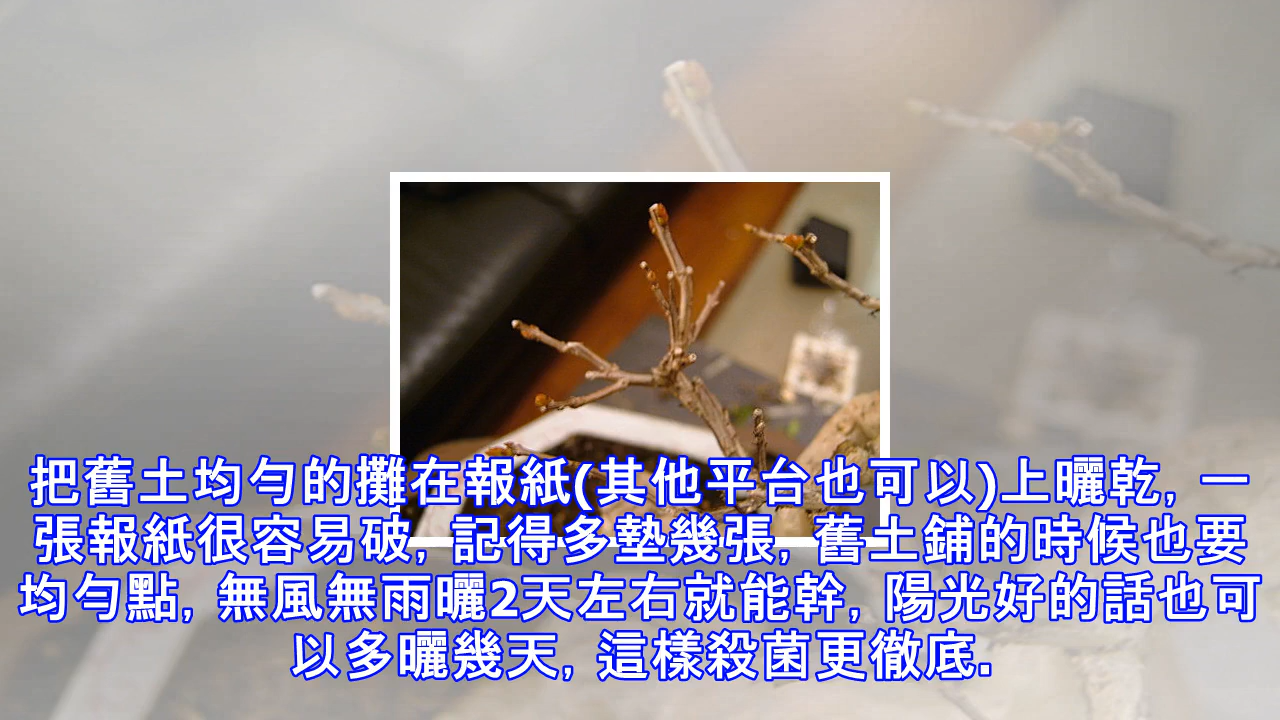 把舊土均勻的攤在報紙(其他平台也可以)上曬乾, 一
張報紙很容易破, 記得多墊幾張, 舊土鋪的時候也要
均勻點, 無風無雨曬2天左右就能幹, 陽光好的話也可
以多曬幾天, 這樣殺菌更徹底.